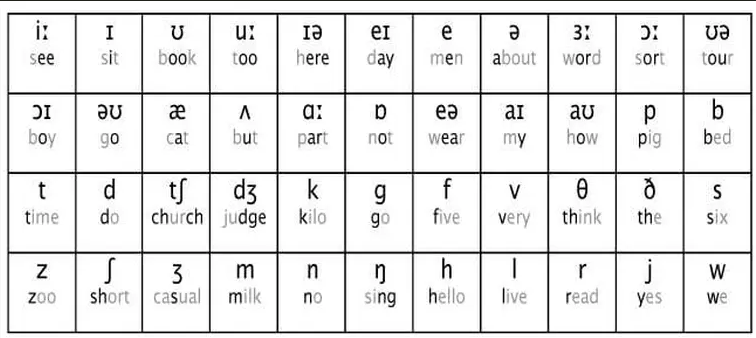 iː ɪ ʊ uː ɪə eɪ e ə ɜː ɔː ʊə
see sit book too here day men about word sort tour
ɔɪ əʊ æ ʌ ɑː ɒ eə aɪ aʊ p b
boy go cat but part not wear my how pig bed
t d tʃ dʒ k g f v θ ð s
time do church judge kilo go five very think the six
z ʃ ʒ m n ŋ h l r j w
zoo short casual milk no sing hello live read yes we